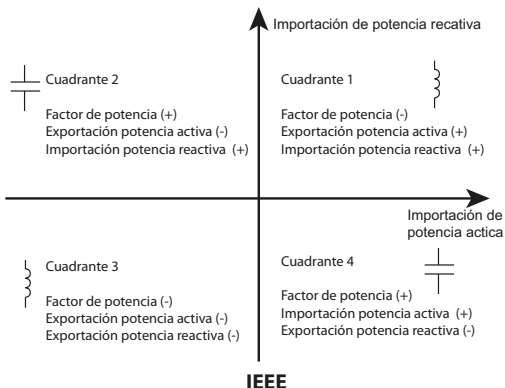 Importación de potencia recativa
Cuadrante 2
Factor de potencia (+)
Exportación potencia activa (-)
Importación potencia reactiva (+)
Cuadrante 1
Factor de potencia (-)
Exportación potencia activa (+)
Importación potencia reactiva (+)
Importación de
potencia actica
Cuadrante 3
Factor de potencia (-)
Exportación potencia activa (-)
Exportación potencia reactiva (-)
Cuadrante 4
Factor de potencia (+)
Importación potencia activa (+)
Exportación potencia reactiva (-)
IEEE